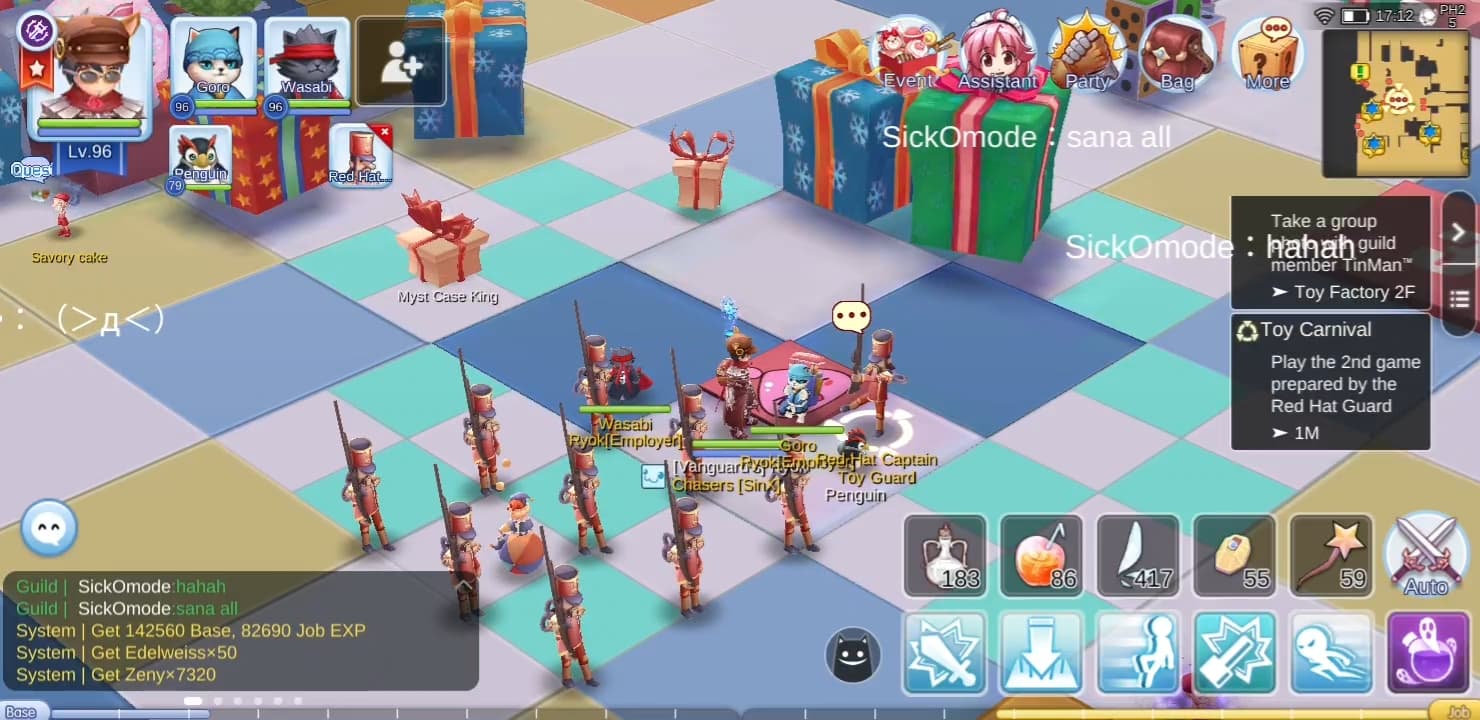 17:12
PH2
5
Goro
Wasabi
Event
Assistant
Party
Bag
More
96
96
SickOmode：sana all
Lv.96
Quest
Penguin
79
Red Hat...
Take a group
photo with guild
member TinMan™
➣ Toy Factory 2F
SickOmode：hahah
Savory cake
Myst Case King
：（>д<）
Toy Carnival
Play the 2nd game
prepared by the
Red Hat Guard
➣ 1M
Wasabi
Ryok[Employer]
Goro
Red Hat Captain
Toy Guard
Chasers [SinX]
Penguin
183
86
417
55
59
Auto
Guild | SickOmode:hahah
Guild | SickOmode:sana all
System | Get 142560 Base, 82690 Job EXP
System | Get Edelweiss×50
System | Get Zeny×7320
Base
Job